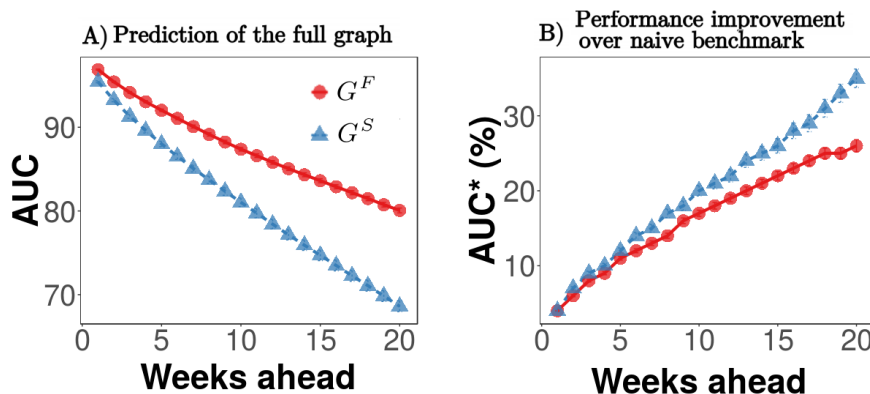 A) Prediction of the full graph
G^F
G^S
90
80
70
AUC
0 5 10 15 20
Weeks ahead
B) Performance improvement
over naive benchmark
30
20
10
AUC* (%)
0 5 10 15 20
Weeks ahead